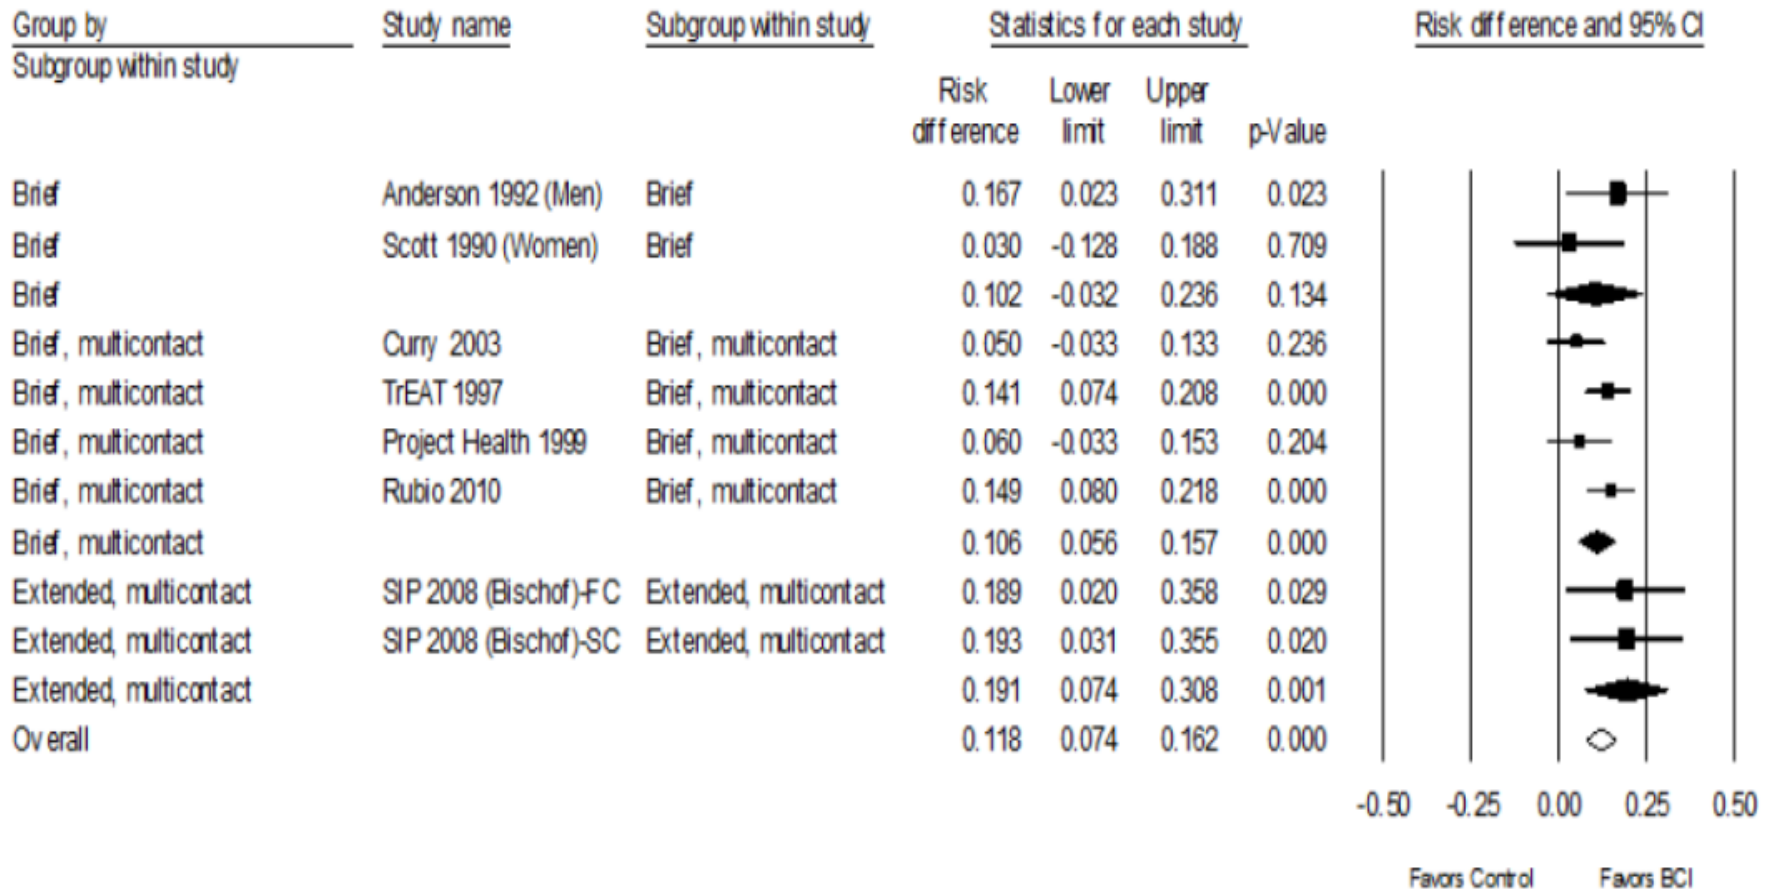 Group by Study name Subgroup within study Statistics for each study Risk difference and 95% CI
Subgroup within study
Risk Lower Upper
difference limit limit p-Value
Brief Anderson 1992 (Men) Brief 0.167 0.023 0.311 0.023
Brief Scott 1990 (Women) Brief 0.030 -0.128 0.188 0.709
Brief 0.102 -0.032 0.236 0.134
Brief, multicontact Curry 2003 Brief, multicontact 0.050 -0.033 0.133 0.236
Brief, multicontact TrEAT 1997 Brief, multicontact 0.141 0.074 0.208 0.000
Brief, multicontact Project Health 1999 Brief, multicontact 0.060 -0.033 0.153 0.204
Brief, multicontact Rubio 2010 Brief, multicontact 0.149 0.080 0.218 0.000
Brief, multicontact 0.106 0.056 0.157 0.000
Extended, multicontact SIP 2008 (Bischof)-FC Extended, multicontact 0.189 0.020 0.358 0.029
Extended, multicontact SIP 2008 (Bischof)-SC Extended, multicontact 0.193 0.031 0.355 0.020
Extended, multicontact 0.191 0.074 0.308 0.001
Overall 0.118 0.074 0.162 0.000
-0.50 -0.25 0.00 0.25 0.50
Favors Control Favors BCI